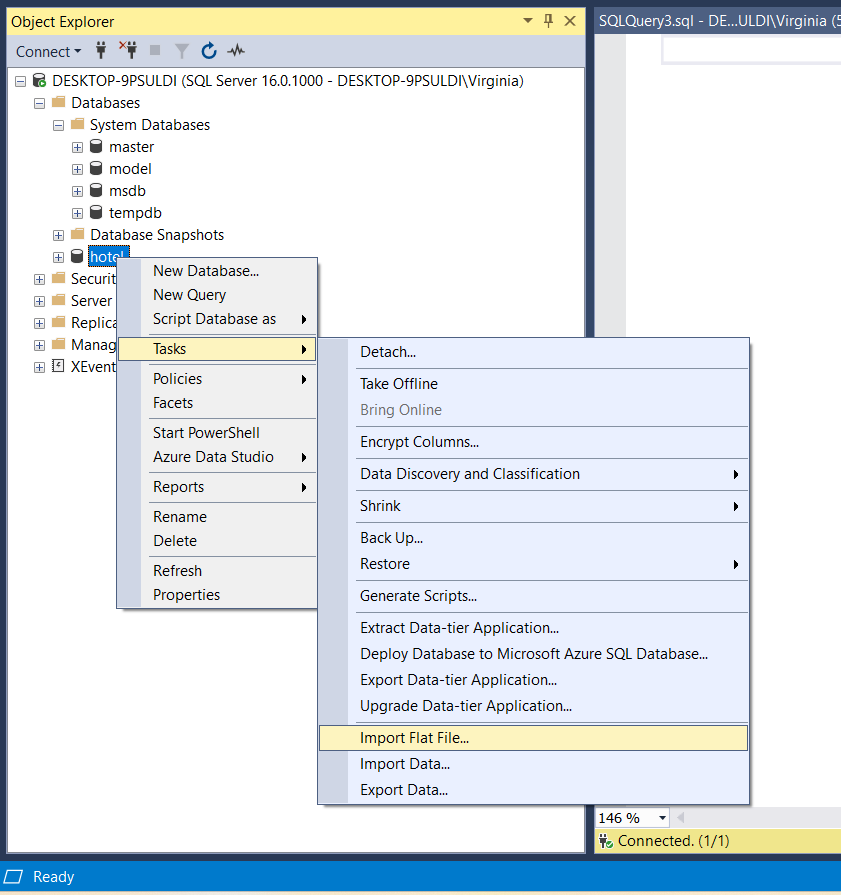 Object Explorer
Connect
DESKTOP-9PSULDI (SQL Server 16.0.1000 - DESKTOP-9PSULDI\Virginia)
Databases
System Databases
master
model
msdb
tempdb
Database Snapshots
hotel
Securit
Server
Replica
Manag
XEvent
New Database...
New Query
Script Database as
Tasks
Policies
Facets
Start PowerShell
Azure Data Studio
Reports
Rename
Delete
Refresh
Properties
Detach...
Take Offline
Bring Online
Encrypt Columns...
Data Discovery and Classification
Shrink
Back Up...
Restore
Generate Scripts...
Extract Data-tier Application...
Deploy Database to Microsoft Azure SQL Database...
Export Data-tier Application...
Upgrade Data-tier Application...
Import Flat File...
Import Data...
Export Data...
SQLQuery3.sql - DE...ULDI\Virginia (5
146 %
Connected. (1/1)
Ready